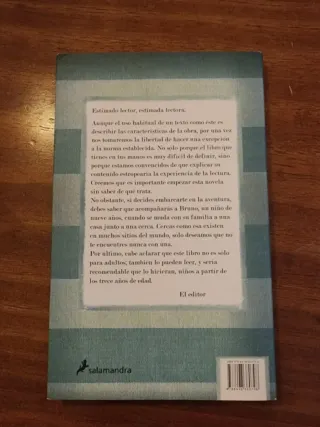 Estimado lector, estimada lectora:
Aunque el uso habitual de un texto como éste es
describir las características de la obra, por una vez
nos tomaremos la libertad de hacer una excepción
a la norma establecida. No sólo porque el libro que
tienes en tus manos es muy difícil de definir, sino
porque estamos convencidos de que explicar su
contenido estropearía la experiencia de la lectura.
Creemos que es importante empezar esta novela
sin saber de qué trata.
No obstante, si decides embarcarte en la aventura,
debes saber que acompañarás a Bruno, un niño de
nueve años, cuando se muda con su familia a una
casa junto a una cerca. Cercas como ésa existen
en muchos sitios del mundo, sólo deseamos que no
te encuentres nunca con una.
Por último, cabe aclarar que este libro no es sólo
para adultos; también lo pueden leer, y sería
recomendable que lo hicieran, niños a partir de
los trece años de edad.
El editor
salamandra